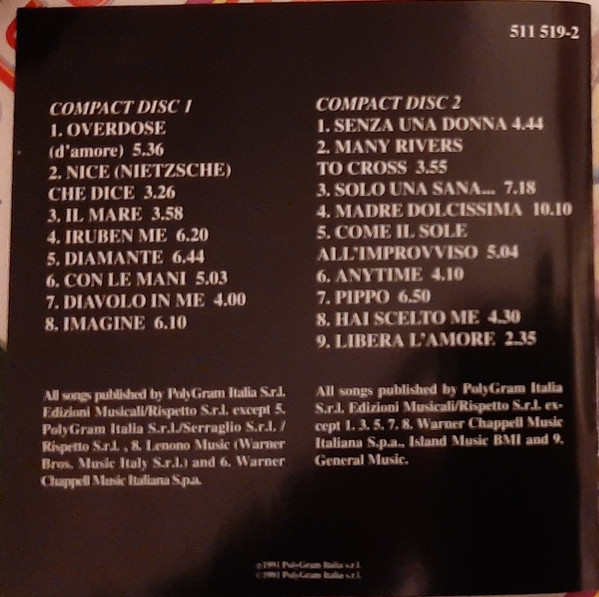 511 519-2
COMPACT DISC 1
1. OVERDOSE
(d'amore) 5.36
2. NICE (NIETZSCHE)
CHE DICE 3.26
3. IL MARE 3.58
4. IRUBEN ME 6.20
5. DIAMANTE 6.44
6. CON LE MANI 5.03
7. DIAVOLO IN ME 4.00
8. IMAGINE 6.10
All songs published by PolyGram Italia S.r.l.
Edizioni Musicali/Rispetto S.r.l. except 5.
PolyGram Italia S.r.l./Serraglio S.r.l. /
Rispetto S.r.l. , 8. Lenono Music (Warner
Bros. Music Italy S.r.l.) and 6. Warner
Chappell Music Italiana S.p.a.
COMPACT DISC 2
1. SENZA UNA DONNA 4.44
2. MANY RIVERS
TO CROSS 3.55
3. SOLO UNA SANA... 7.18
4. MADRE DOLCISSIMA 10.10
5. COME IL SOLE
ALL'IMPROVVISO 5.04
6. ANYTIME 4.10
7. PIPPO 6.50
8. HAI SCELTO ME 4.30
9. LIBERA L'AMORE 2.35
All songs published by PolyGram Italia
S.r.l. Edizioni Musicali/Rispetto S.r.l. ex-
cept 1. 3. 5. 7. 8. Warner Chappell Music
Italiana S.p.a., Island Music BMI and 9.
General Music.
℗1991 PolyGram Italia s.r.l.
©1991 PolyGram Italia s.r.l.